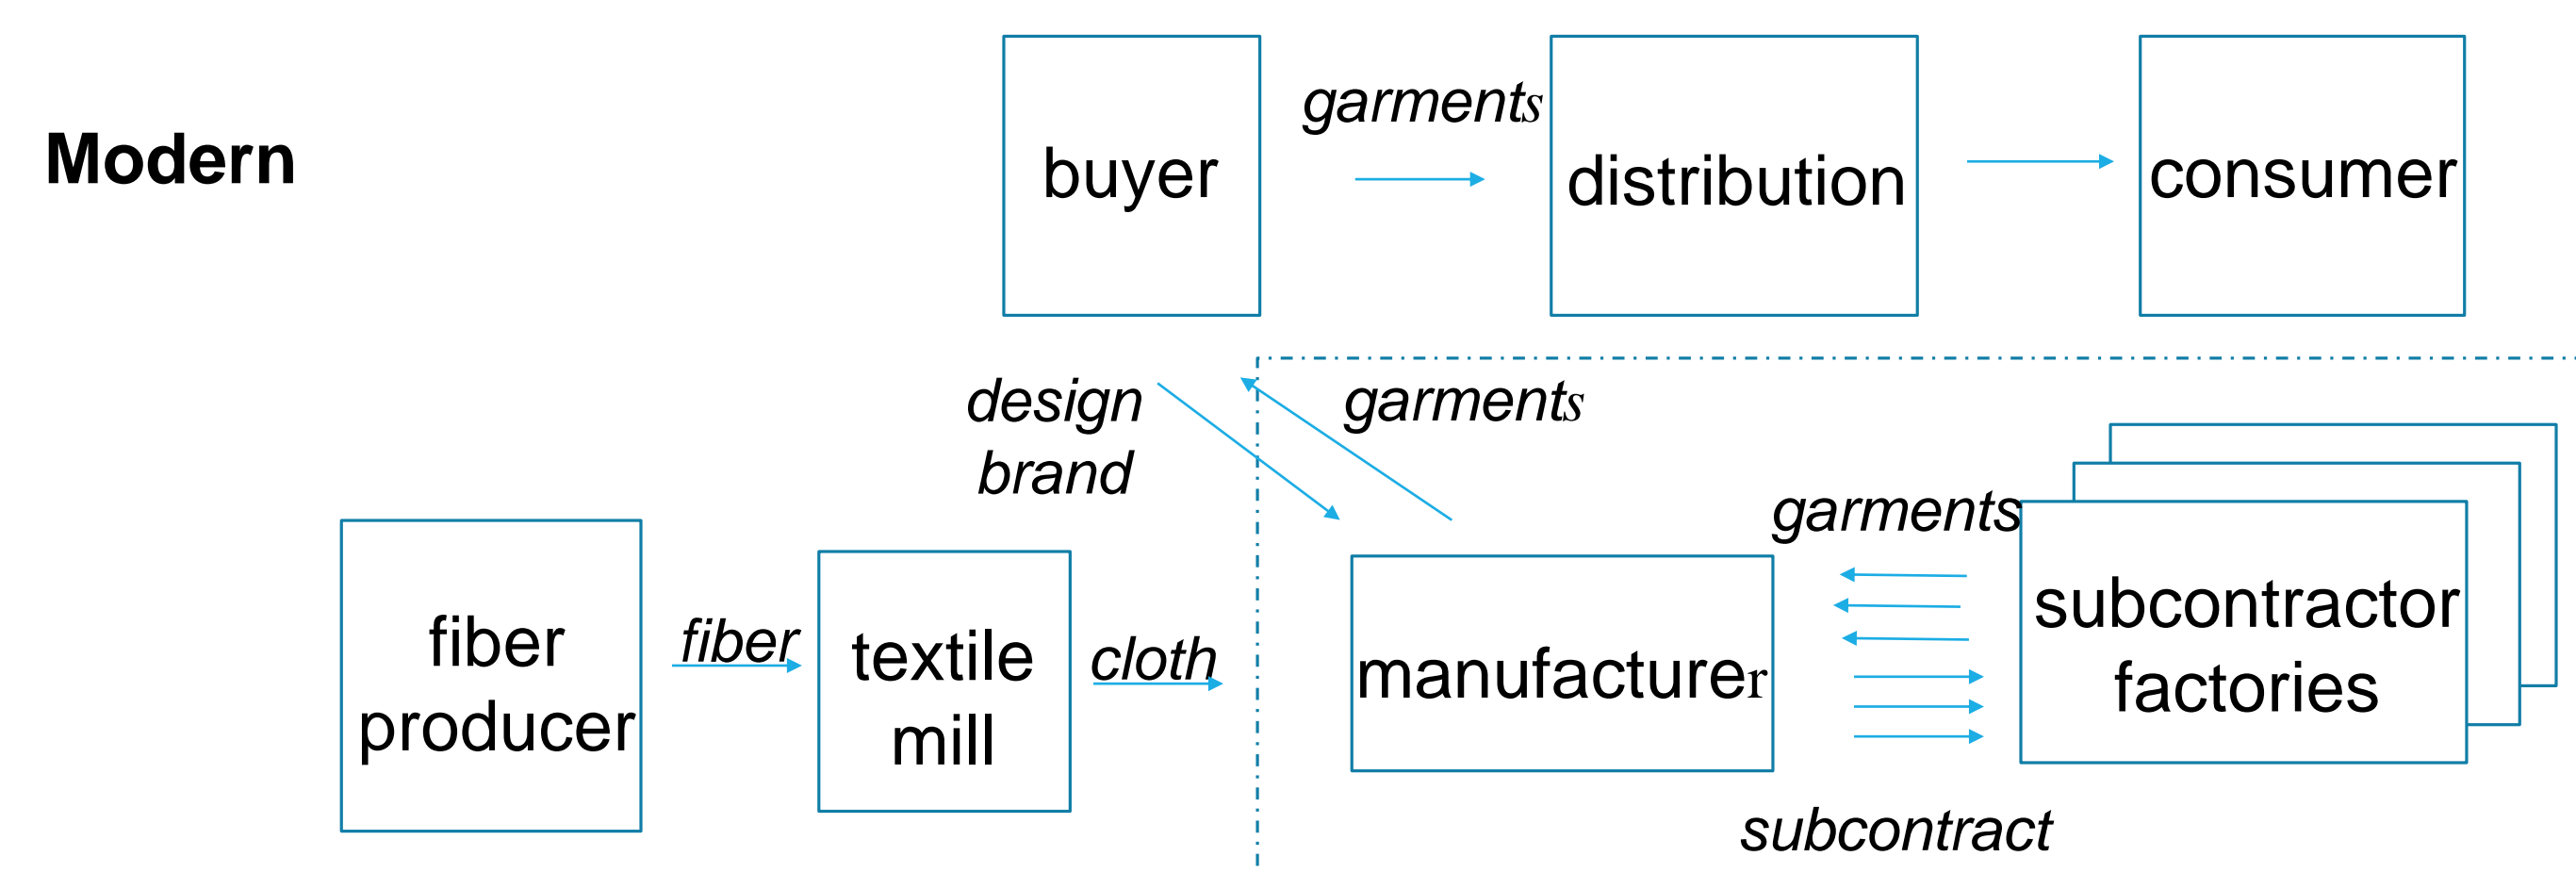 Modern
buyer
garments
distribution
consumer
design
brand
garments
fiber
producer
fiber
textile
mill
cloth
manufacturer
garments
subcontractor
factories
subcontract